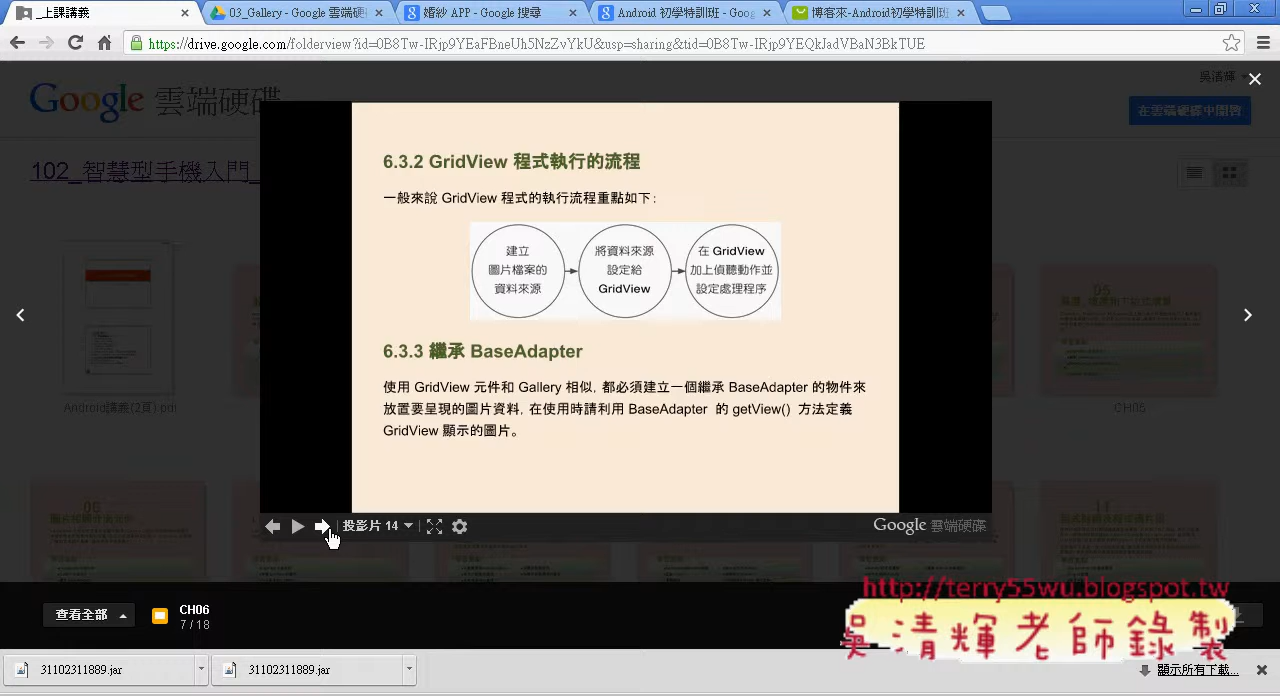 上課講義
03_Gallery - Google 雲端硬
婚紗 APP - Google 搜尋
Android 初學特訓班 - Goog
博客來-Android初學特訓班
https://drive.google.com/folderview?id=0B8Tw-IRjp9YEfFBneUh5NzZvYkU&usp=sharing&tid=0B8Tw-IRjp9YEQkJadVBaN3BkTUE
Google 雲端硬碟
吳清輝
在雲端硬碟中開啟
102_智慧型手機入門_
6.3.2 GridView 程式執行的流程
一般來說 GridView 程式的執行流程重點如下：
建立
圖片檔案的
資料來源
將資料來源
設定給
GridView
在 GridView
加上偵聽動作並
設定處理程序
6.3.3 繼承 BaseAdapter
使用 GridView 元件和 Gallery 相似, 都必須建立一個繼承 BaseAdapter 的物件來
放置要呈現的圖片資料, 在使用時請利用 BaseAdapter 的 getView() 方法定義
GridView 顯示的圖片。
Android講義(2頁).pdf
05
CH05
06
11
投影片 14
Google 雲端硬碟
查看全部
CH06
7 / 18
http://terry55wu.blogspot.tw
吳清輝老師錄製
31102311889.jar
31102311889.jar
顯示所有下載...